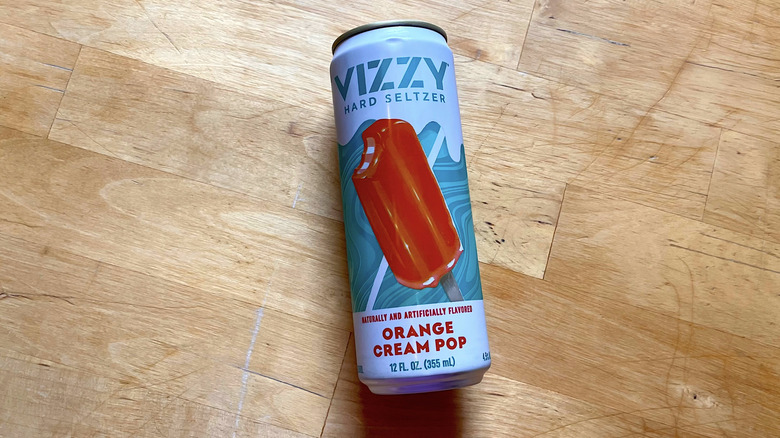 VIZZY
HARD SELTZER
NATURALLY AND ARTIFICIALLY FLAVORED
ORANGE
CREAM POP
12 FL. OZ. (355 mL)